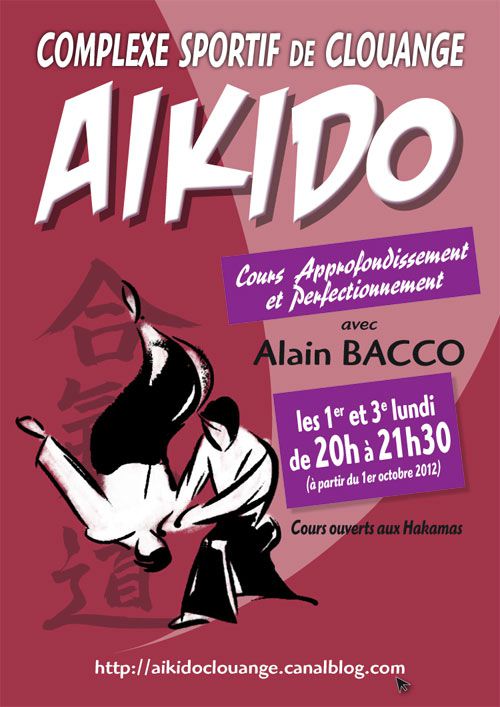 COMPLEXE SPORTIF DE CLOUANGE
AIKIDO
Cours Approfondissement
et Perfectionnement
avec
Alain BACCO
les 1er et 3e lundi
de 20h à 21h30
(à partir du 1er octobre 2012)
Cours ouverts aux Hakamas
合
氣
道
http://aikidoclouange.canalblog.com